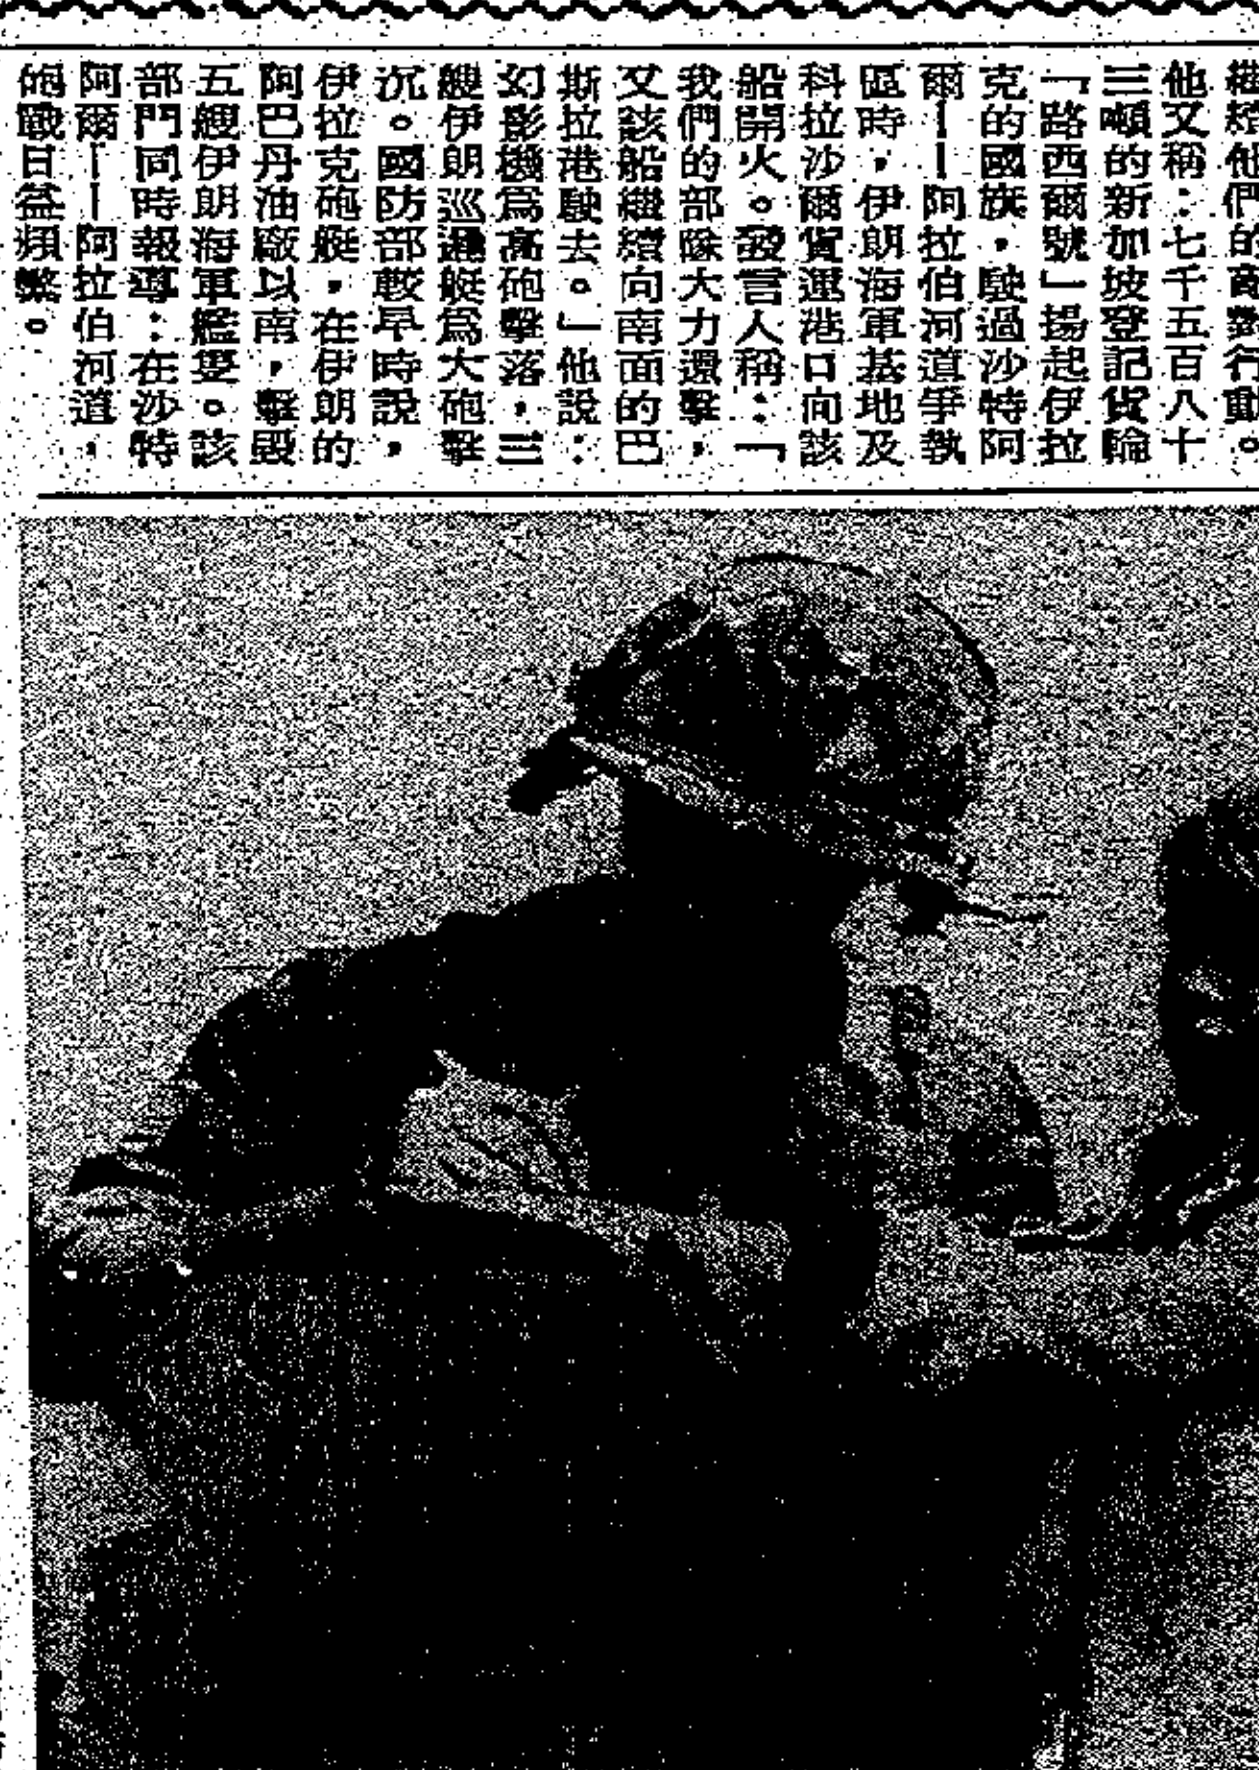 繼續他們的敵對行動。
他又稱：七千五百八十
三噸的新加坡登記貨輪
「路西爾號」揚起伊拉
克的國旗，駛過沙特阿
爾——阿拉伯河道爭執
區時，伊朗海軍基地及
科拉沙爾貨運港口向該
船開火。發言人稱：「
我們的部隊大力還擊，
又該船繼續向南面的巴
斯拉港駛去。」他說：
幻影機爲高砲擊落，三
艘伊朗巡邏艇爲大砲擊
沉。國防部較早時說，
伊拉克砲艇，在伊朗的
阿巴丹油廠以南，擊毀
五艘伊朗海軍艦隻。該
部門同時報導：在沙特
阿爾——阿拉伯河道，
砲戰日益頻繁。